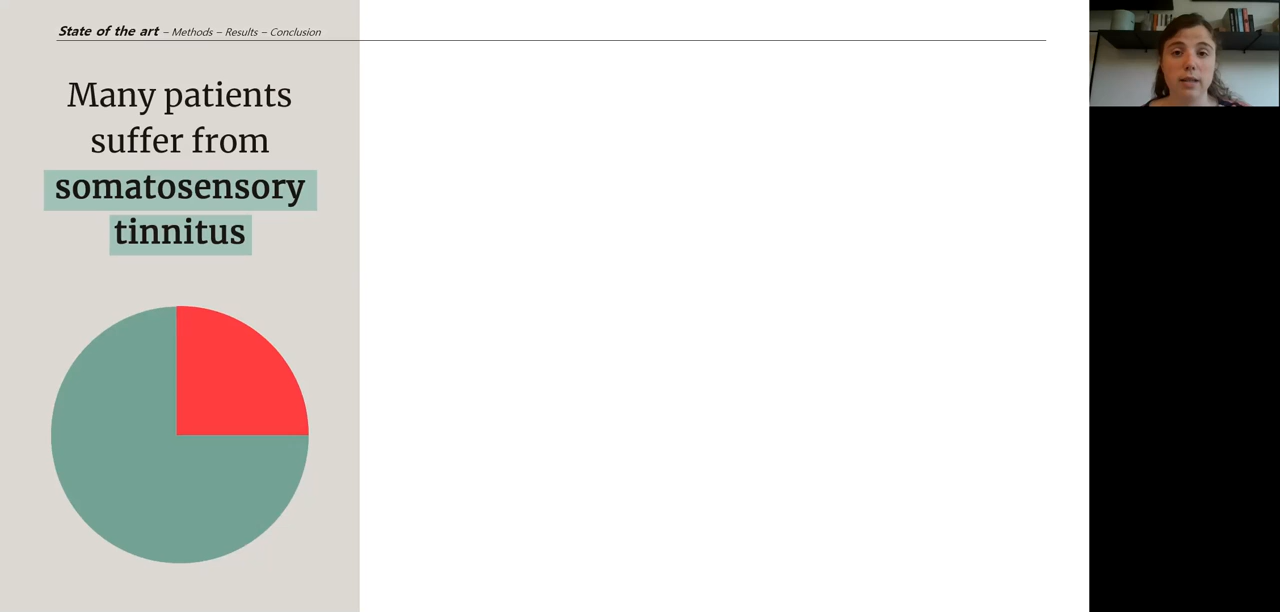 State of the art – Methods – Results – Conclusion
Many patients
suffer from
somatosensory
tinnitus